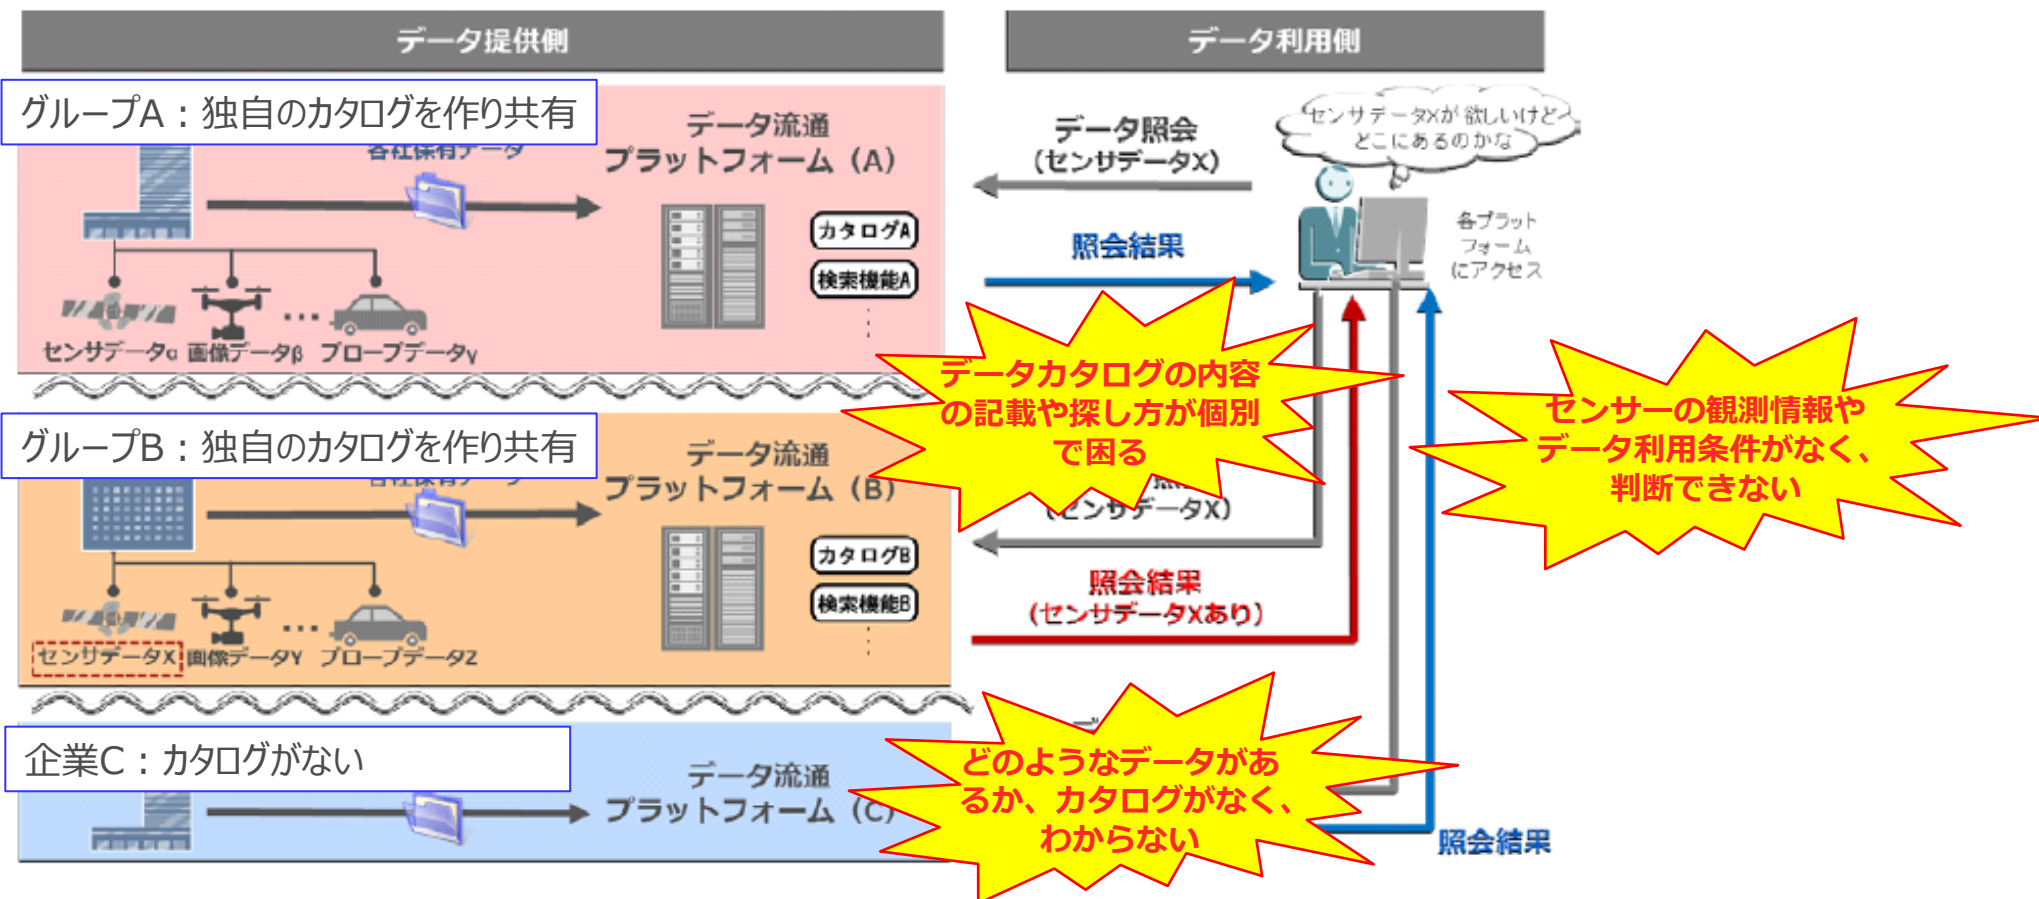 データ提供側
データ利用側
グループA：独自のカタログを作り共有
各社保有データ
データ流通
プラットフォーム（A）
カタログA
検索機能A
センサデータα
画像データβ
プローブデータγ
データ照会
（センサデータX）
照会結果
センサデータXが欲しいけど
どこにあるのかな
各プラット
フォーム
にアクセス
データカタログの内容
の記載や探し方が個別
で困る
センサーの観測情報や
データ利用条件がなく、
判断できない
グループB：独自のカタログを作り共有
データ流通
プラットフォーム（B）
カタログB
検索機能B
センサデータX
画像データY
プローブデータZ
（センサデータX）
照会結果
（センサデータXあり）
企業C：カタログがない
データ流通
プラットフォーム（C）
どのようなデータがあ
るか、カタログがなく、
わからない
照会結果